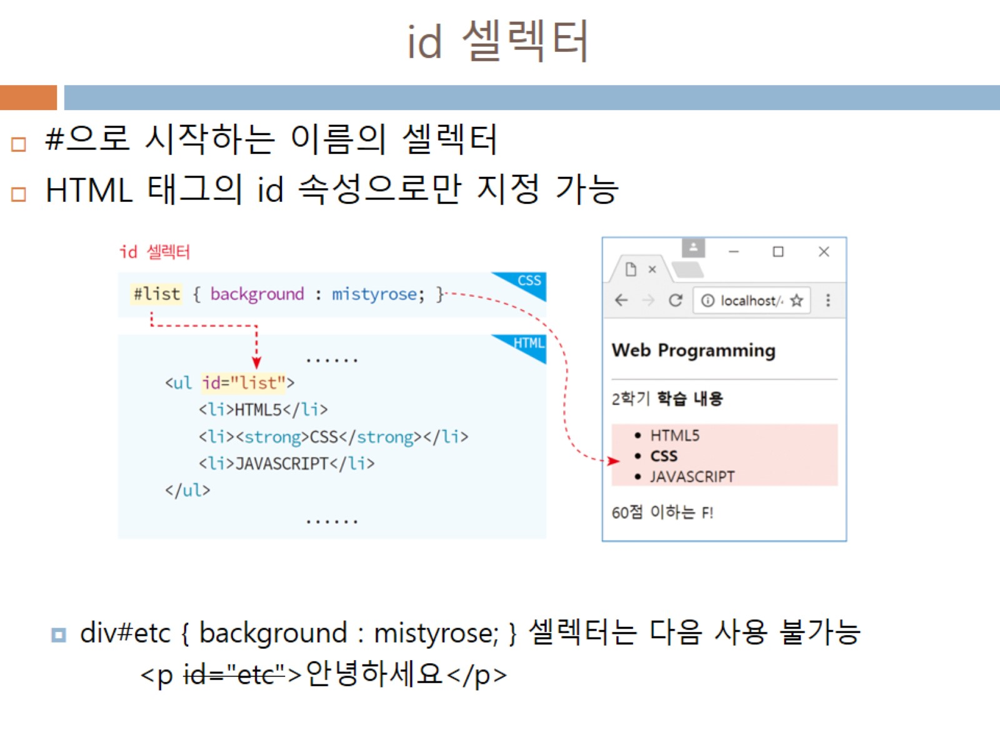 id 셀렉터
#으로 시작하는 이름의 셀렉터
HTML 태그의 id 속성으로만 지정 가능
id 셀렉터
CSS
#list { background : mistyrose; }
HTML
......
<ul id="list">
<li>HTML5</li>
<li><strong>CSS</strong></li>
<li>JAVASCRIPT</li>
</ul>
......
localhost/
Web Programming
2학기 학습 내용
• HTML5
• CSS
• JAVASCRIPT
60점 이하는 F!
div#etc { background : mistyrose; } 셀렉터는 다음 사용 불가능
<p id="etc">안녕하세요</p>